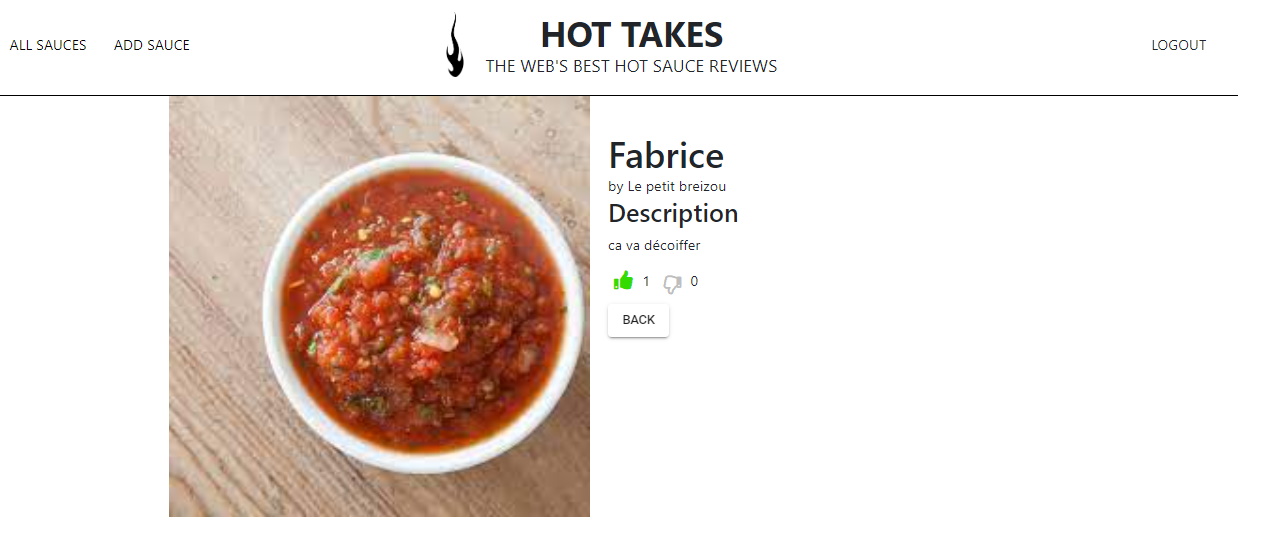 ALL SAUCES
ADD SAUCE
HOT TAKES
THE WEB'S BEST HOT SAUCE REVIEWS
LOGOUT
Fabrice
by Le petit breizou
Description
ca va décoiffer
1 0
BACK